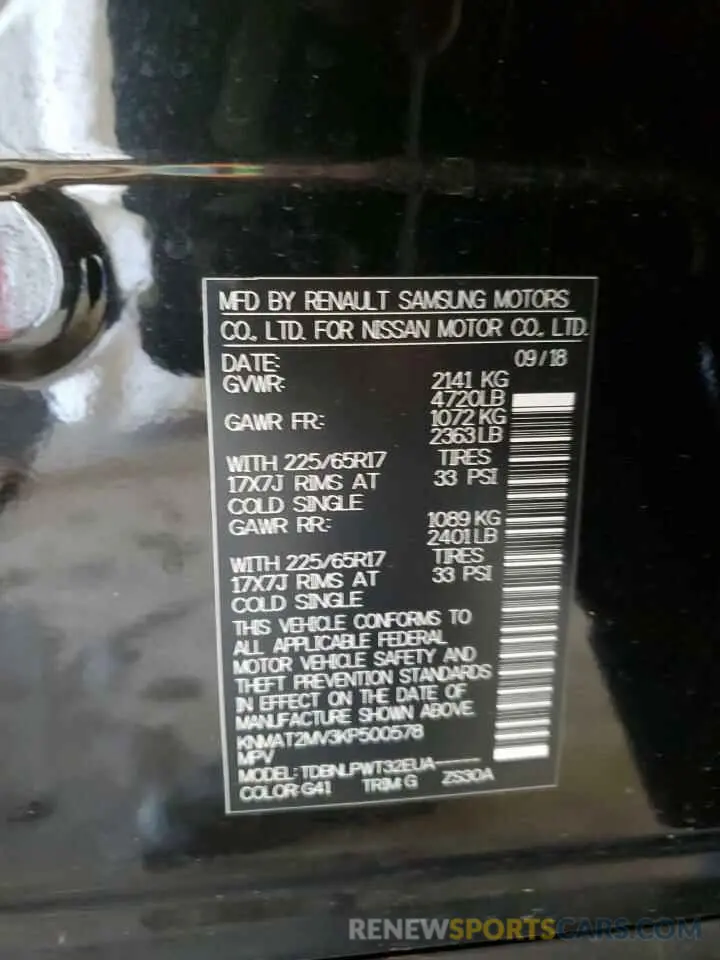 MFD BY RENAULT SAMSUNG MOTORS
CO., LTD. FOR NISSAN MOTOR CO., LTD.
DATE: 09/18
GVWR: 2141 KG
4720LB
GAWR FR: 1072 KG
2363 LB
WITH 225/65R17 TIRES
17X7J RIMS AT 33 PSI
COLD SINGLE
GAWR RR: 1089 KG
2401 LB
WITH 225/65R17 TIRES
17X7J RIMS AT 33 PSI
COLD SINGLE
THIS VEHICLE CONFORMS TO
ALL APPLICABLE FEDERAL
MOTOR VEHICLE SAFETY AND
THEFT PREVENTION STANDARDS
IN EFFECT ON THE DATE OF
MANUFACTURE SHOWN ABOVE.
KNMAT2MV3KP500578
MPV
MODEL: TDBNLPWT32EUA-----
COLOR: G41 TRIM: G ZS30A
RENEWSPORTSCARS.COM